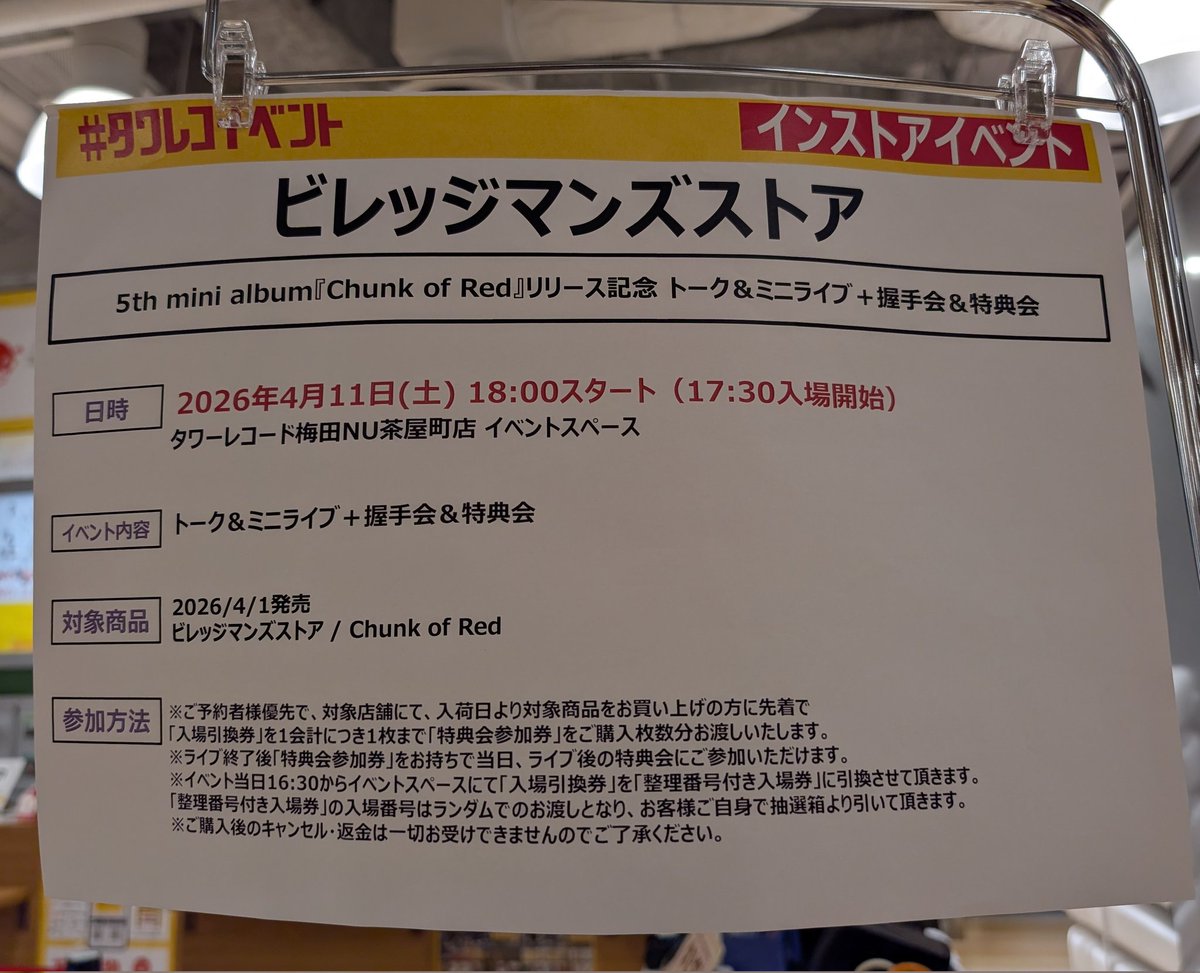 #タワレコイベント
インストアイベント
ビレッジマンズストア
5th mini album『Chunk of Red』リリース記念 トーク&ミニライブ+握手会&特典会
日時
2026年4月11日(土) 18:00スタート（17:30入場開始）
タワーレコード梅田NU茶屋町店 イベントスペース
イベント内容
トーク&ミニライブ+握手会&特典会
対象商品
2026/4/1発売
ビレッジマンズストア / Chunk of Red
参加方法
※ご予約者様優先で、対象店舗にて、入荷日より対象商品をお買い上げの方に先着で
「入場引換券」を1会計につき1枚まで「特典会参加券」をご購入枚数分お渡しいたします。
※ライブ終了後「特典会参加券」をお持ちで当日、ライブ後の特典会にご参加いただけます。
※イベント当日16:30からイベントスペースにて「入場引換券」を「整理番号付き入場券」に引換させて頂きます。
「整理番号付き入場券」の入場番号はランダムでのお渡しとなり、お客様ご自身で抽選箱より引いて頂きます。
※ご購入後のキャンセル・返金は一切お受けできませんのでご了承ください。